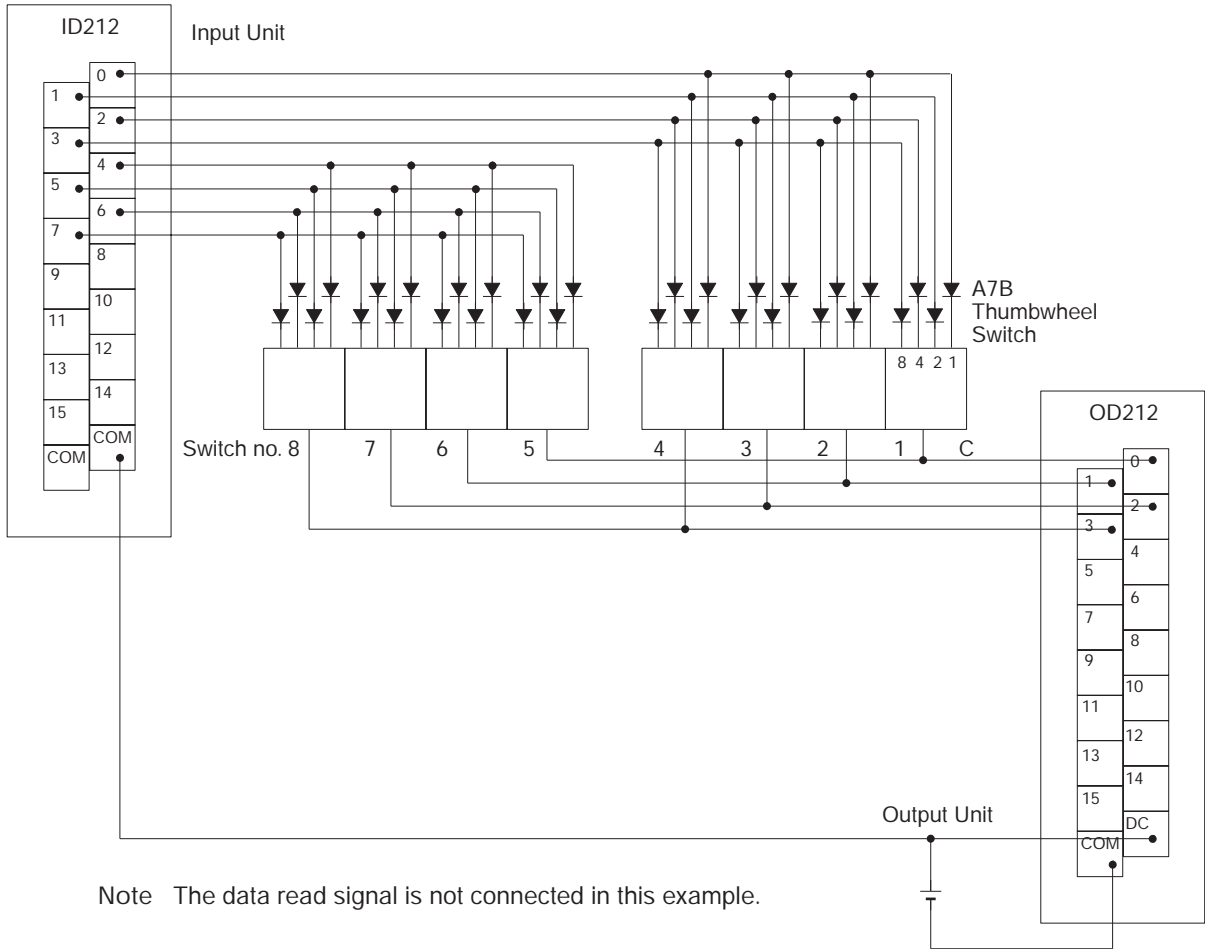 ID212
Input Unit
0
1
2
3
4
5
6
7
8
9
10
11
12
13
14
15
COM
COM
A7B
Thumbwheel
Switch
8 4 2 1
Switch no. 8 7 6 5 4 3 2 1 C
OD212
0
1
2
3
4
5
6
7
8
9
10
11
12
13
14
15
DC
COM
Output Unit
Note The data read signal is not connected in this example.